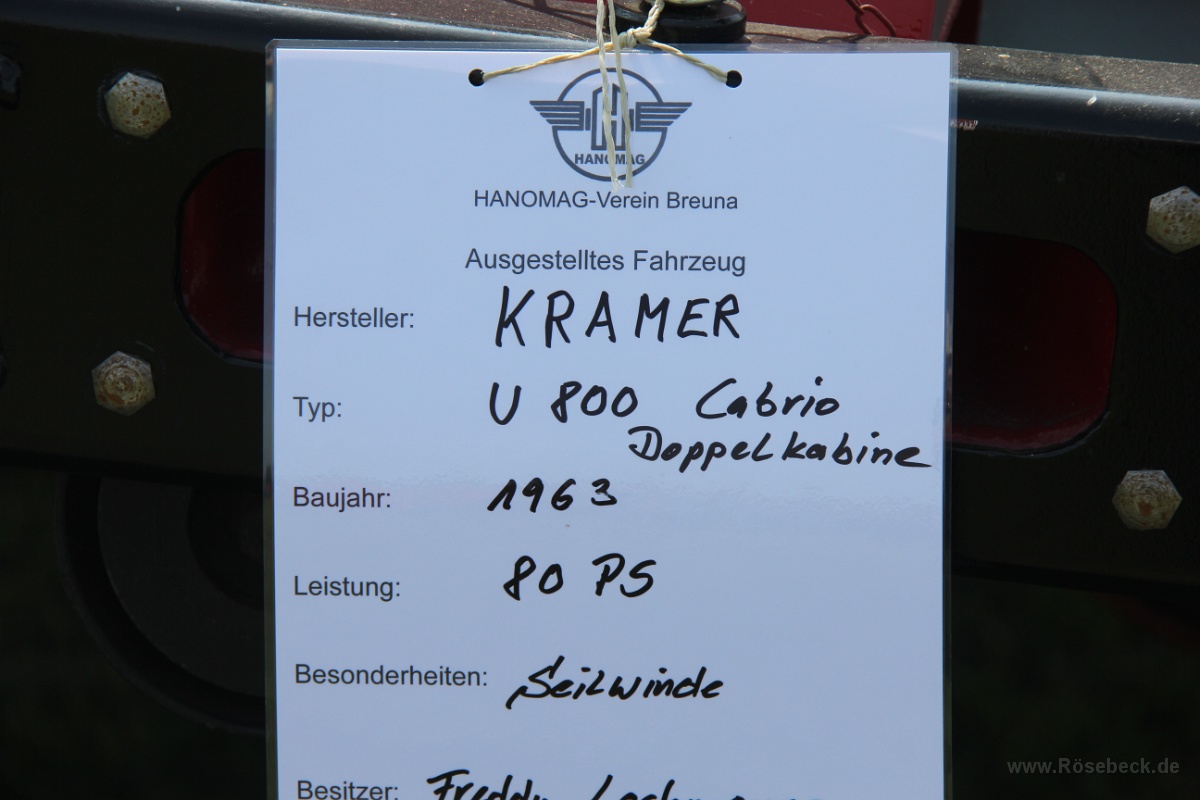 HANOMAG
HANOMAG-Verein Breuna
Ausgestelltes Fahrzeug
Hersteller: KRAMER
Typ: U 800 Cabrio
Doppelkabine
Baujahr: 1963
Leistung: 80 PS
Besonderheiten: Seilwinde
Besitzer: Freddy
www.Rösebeck.de